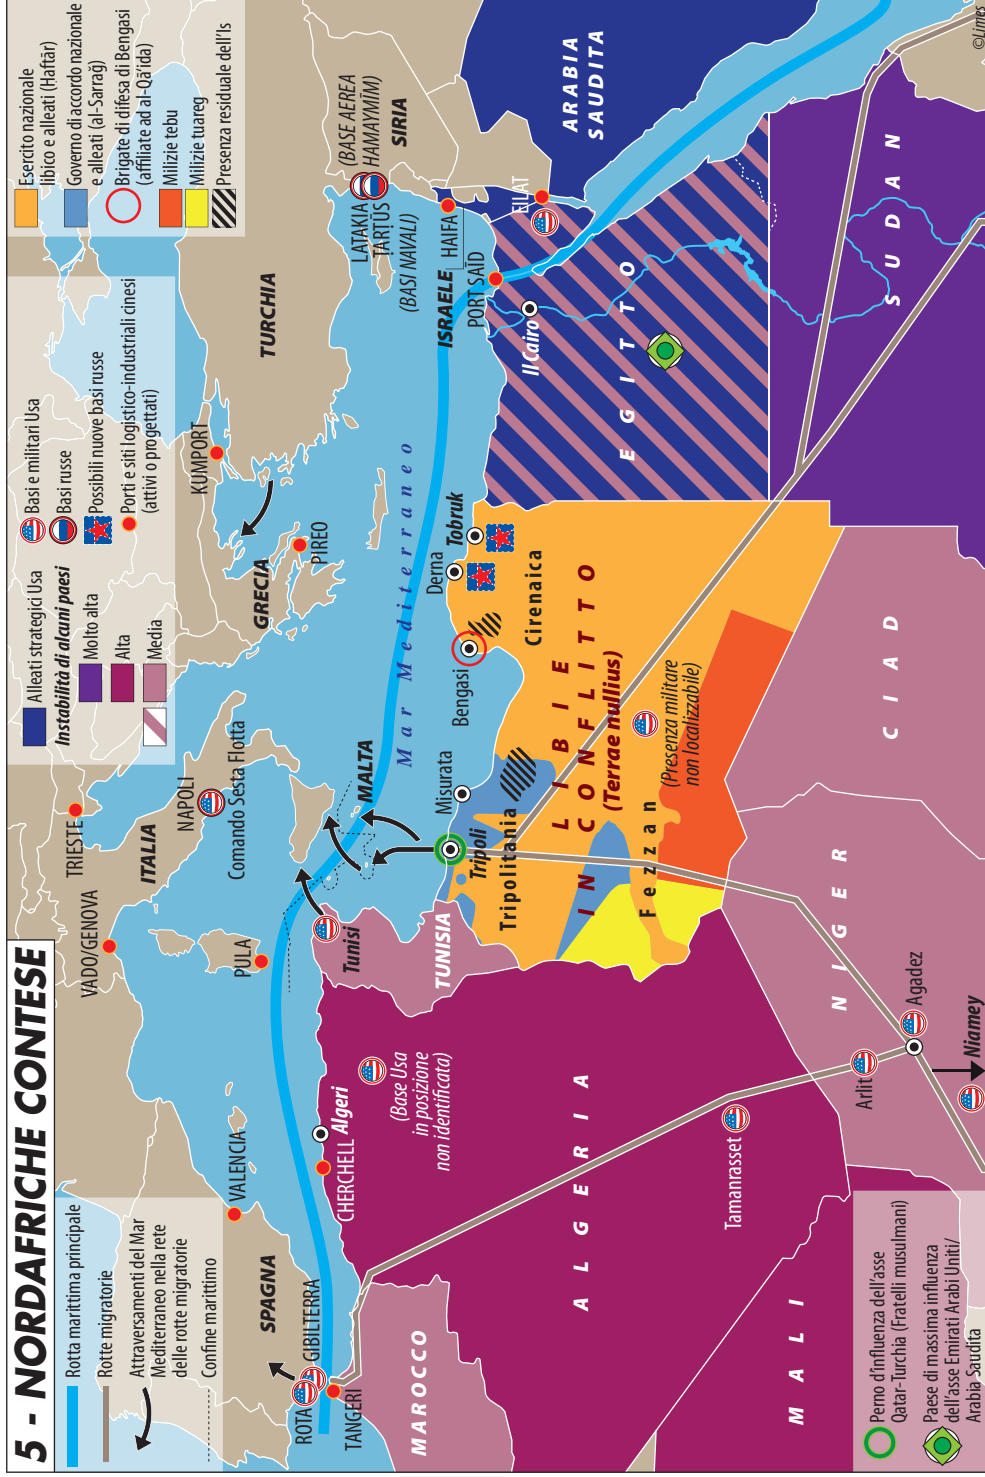 5 - NORDAFRICHE CONTESE
Rotta marittima principale
Rotte migratorie
Attraversamenti del Mar
Mediterraneo nella rete
delle rotte migratorie
Confine marittimo
Alleati strategici Usa
Instabilità di alcuni paesi
Molto alta
Alta
Media
Basi e militari Usa
Basi russe
Possibili nuove basi russe
Porti e siti logistico-industriali cinesi
(attivi o progettati)
Esercito nazionale
libico e alleati (Haftār)
Governo di accordo nazionale
e alleati (al-Sarağ)
Brigate di difesa di Bengasi
(affiliate ad al-Qā'ida)
Milizie tebu
Milizie tuareg
Presenza residuale dell'Is
VADO/GENOVA
TRIESTE
ITALIA
NAPOLI
Comando Sesta Flotta
PULA
VALENCIA
SPAGNA
GIBILTERRA
ROTA
TANGERI
MAROCCO
CHERCHELL
Algeri
(Base Usa
in posizione
non identificata)
ALGERIA
Tamanrasset
MALI
Tunisi
TUNISIA
MALTA
Mar Mediterraneo
GRECIA
PIREO
KUMPORT
TURCHIA
LATAKIA
TARTŪS
(BASI NAVALI)
(BASE AEREA
HAMAYMĪM)
SIRIA
HAIFA
ISRAELE
PORT SAĪD
EILAT
ARABIA
SAUDITA
Il Cairo
EGITTO
SUDAN
Misurata
Tripoli
Tripolitania
Bengasi
Derna
Tobruk
Cirenaica
LIBIE
IN CONFLITTO
(Terrae nullius)
(Presenza militare
non localizzabile)
Fezzan
CIAD
NIGER
Arlit
Agadez
Niamey
Perno d'influenza dell'asse
Qatar-Turchia (Fratelli musulmani)
Paese di massima influenza
dell'asse Emirati Arabi Uniti/
Arabia Saudita
©Limes